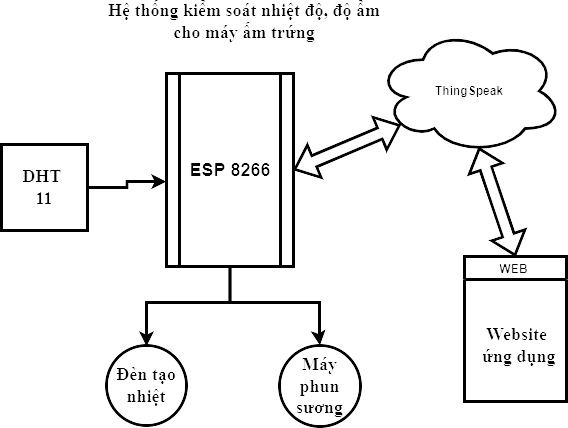 Hệ thống kiểm soát nhiệt độ, độ ẩm
cho máy ấm trứng
ThingSpeak
ESP 8266
DHT
11
WEB
Website
ứng dụng
Đèn tạo
nhiệt
Máy
phun
sương